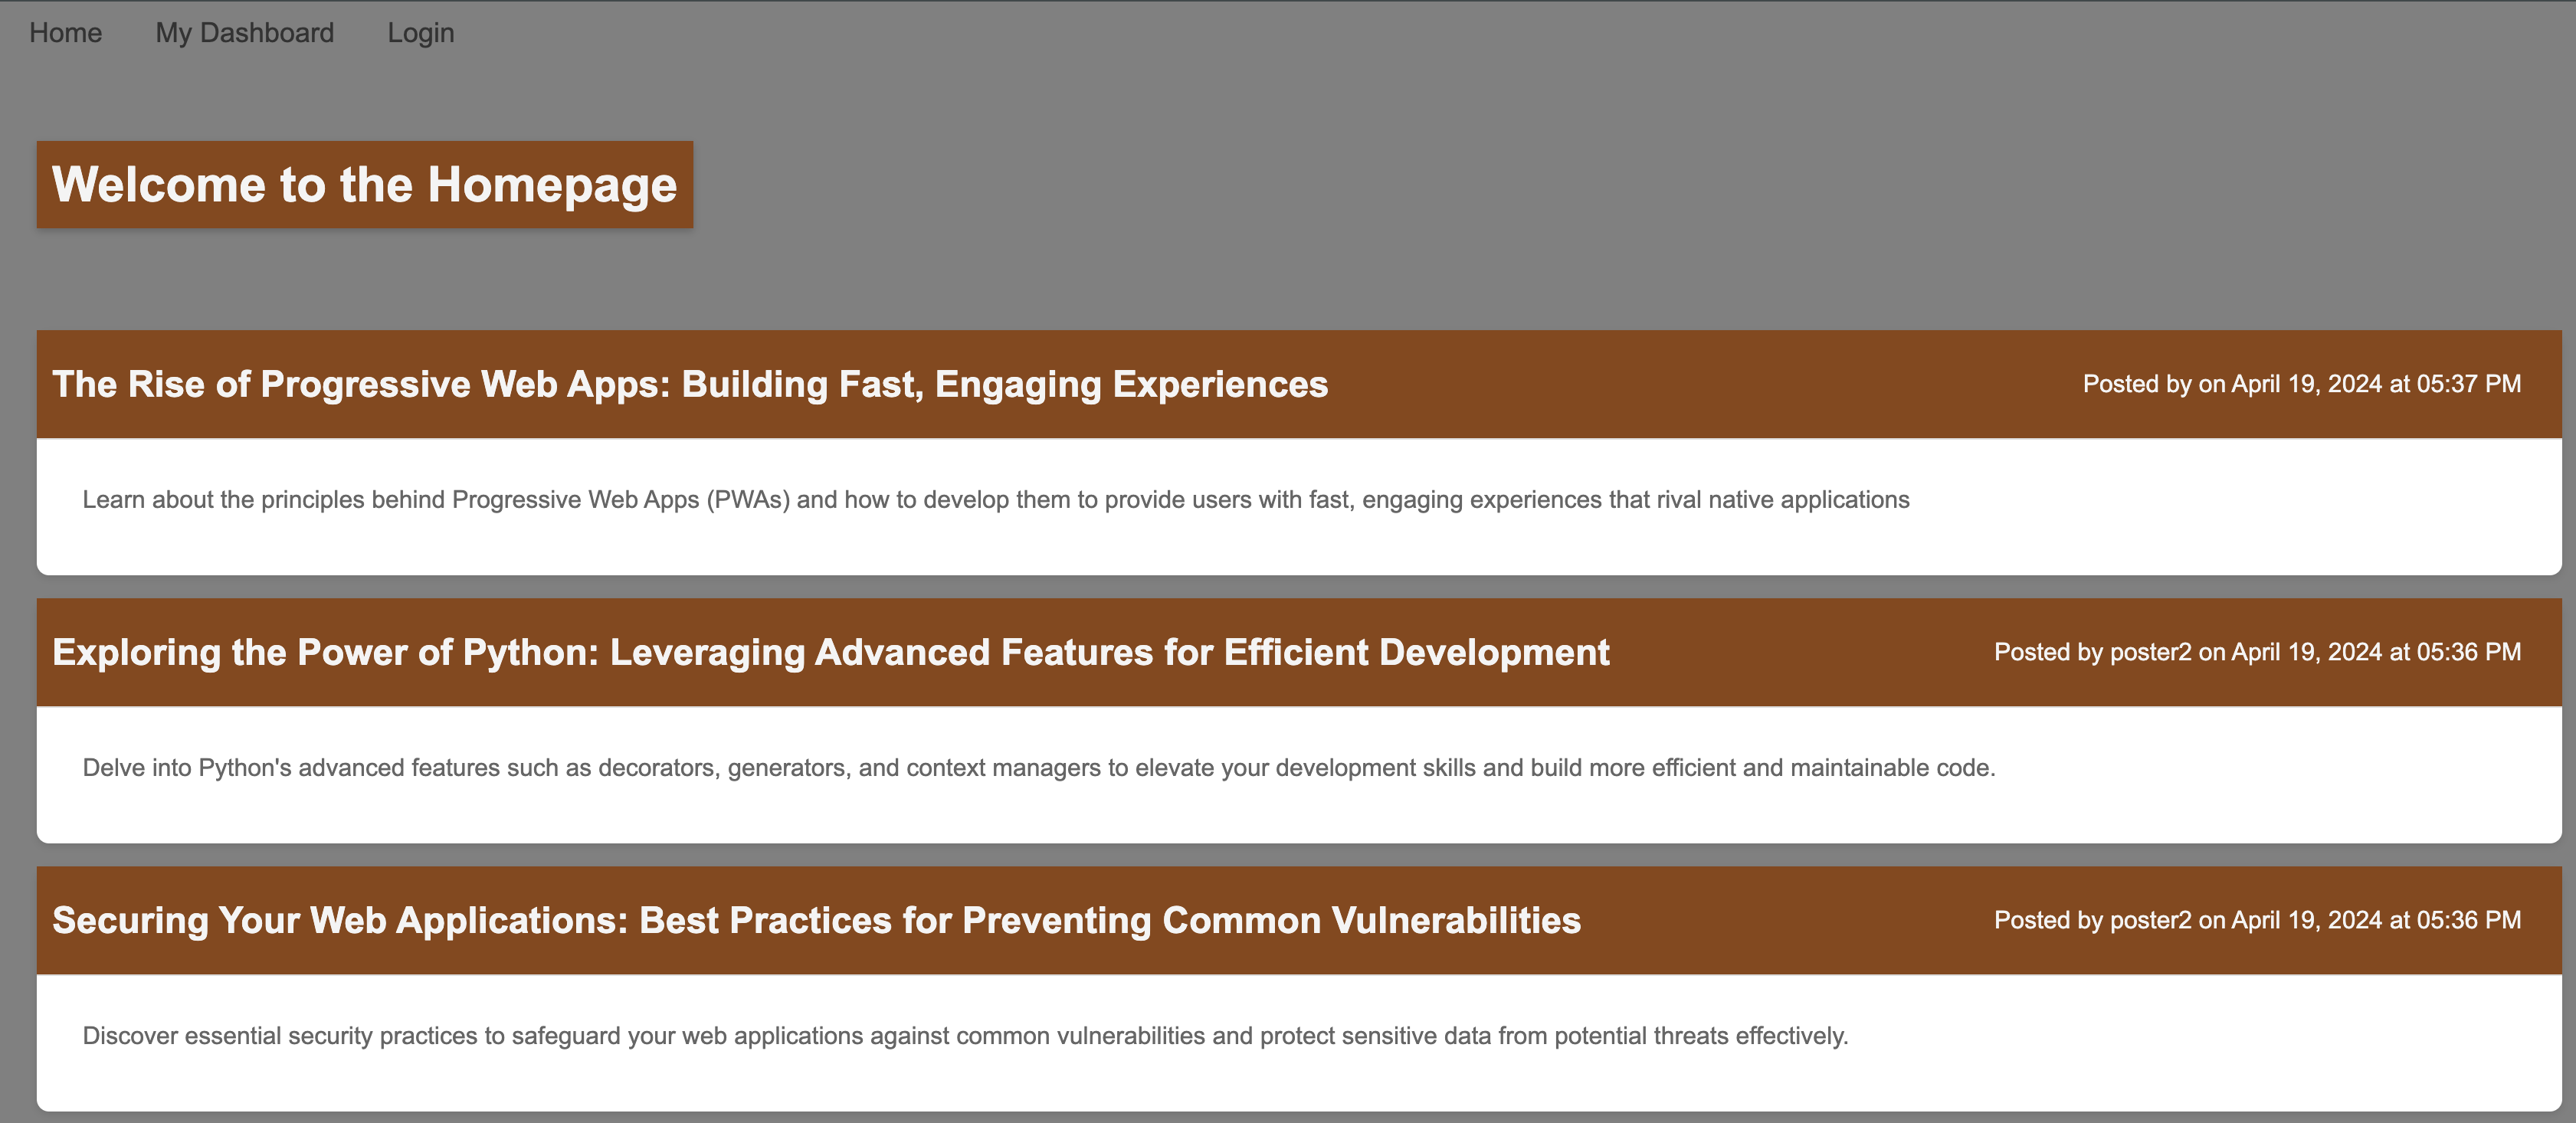 Home My Dashboard Login
Welcome to the Homepage
The Rise of Progressive Web Apps: Building Fast, Engaging Experiences Posted by on April 19, 2024 at 05:37 PM
Learn about the principles behind Progressive Web Apps (PWAs) and how to develop them to provide users with fast, engaging experiences that rival native applications
Exploring the Power of Python: Leveraging Advanced Features for Efficient Development Posted by poster2 on April 19, 2024 at 05:36 PM
Delve into Python's advanced features such as decorators, generators, and context managers to elevate your development skills and build more efficient and maintainable code.
Securing Your Web Applications: Best Practices for Preventing Common Vulnerabilities Posted by poster2 on April 19, 2024 at 05:36 PM
Discover essential security practices to safeguard your web applications against common vulnerabilities and protect sensitive data from potential threats effectively.